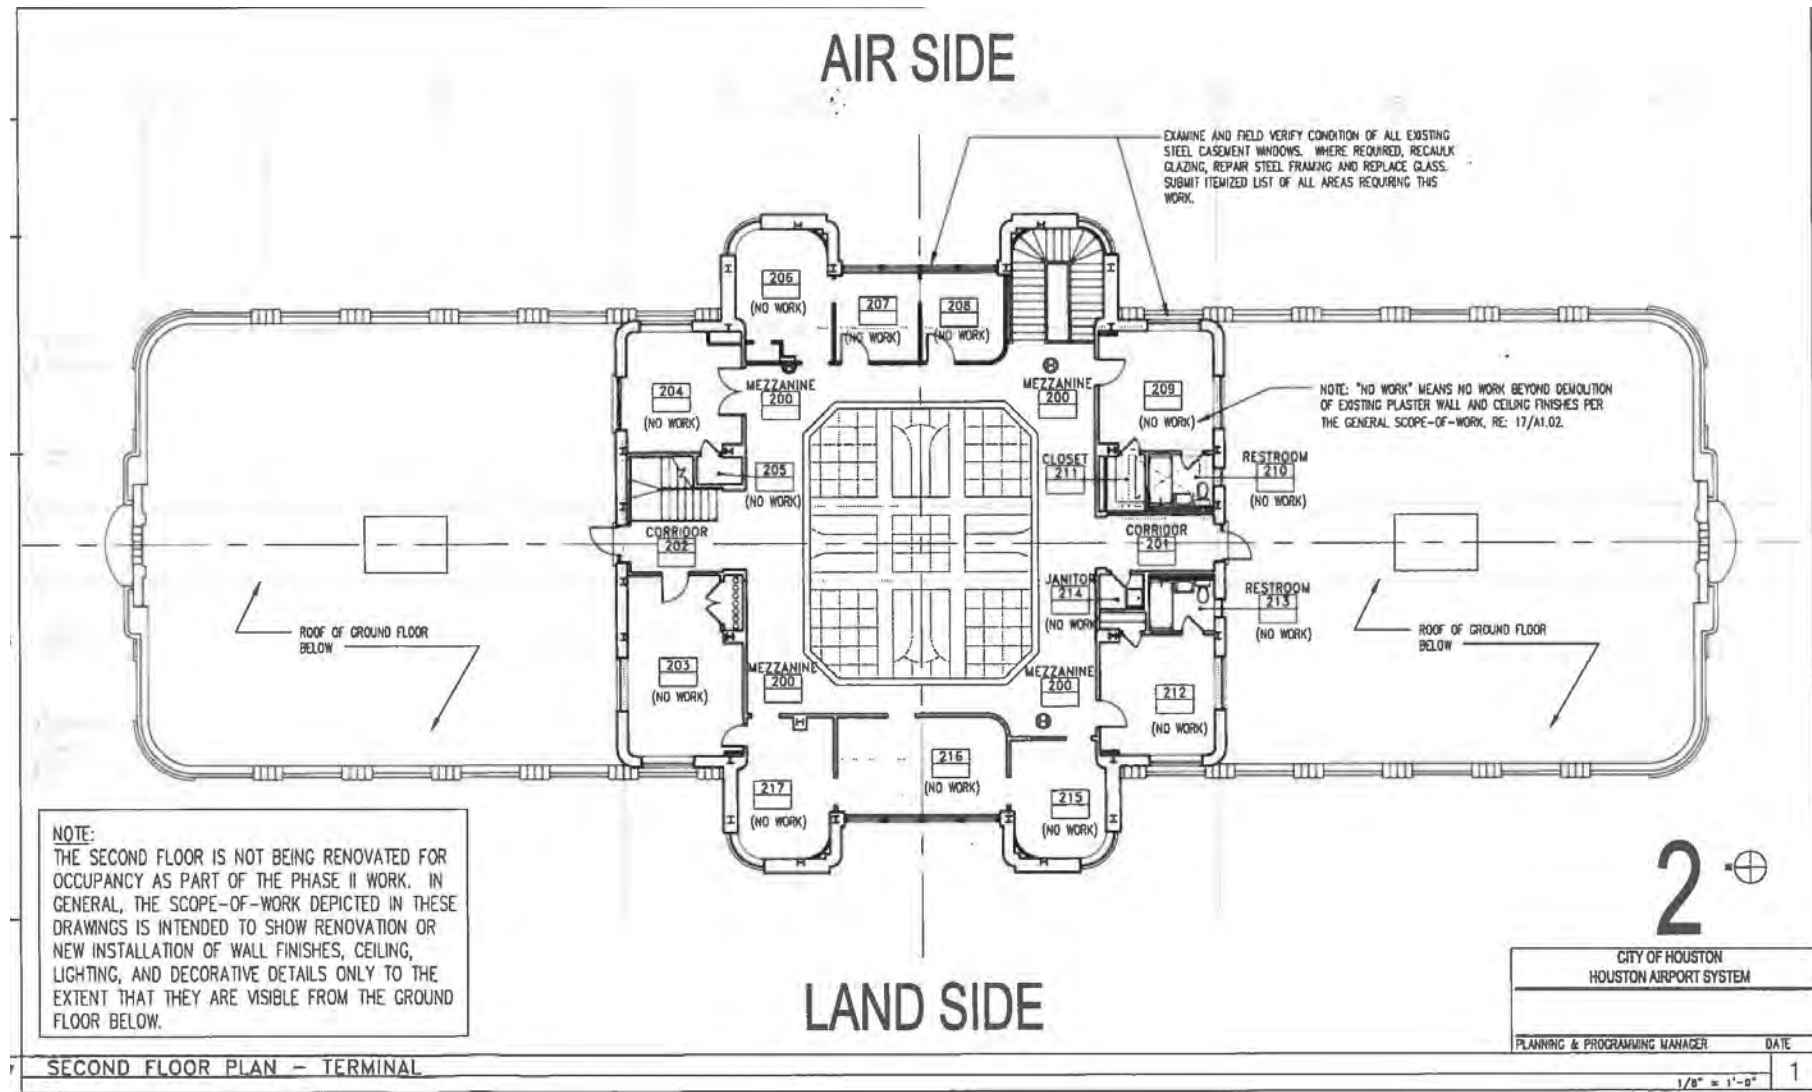 AIR SIDE
EXAMINE AND FIELD VERIFY CONDITION OF ALL EXISTING
STEEL CASEMENT WINDOWS. WHERE REQUIRED, RECAULK
GLAZING, REPAIR STEEL FRAMING AND REPLACE GLASS.
SUBMIT ITEMIZED LIST OF ALL AREAS REQUIRING THIS
WORK.
206
(NO WORK)
207
(NO WORK)
208
(NO WORK)
204
(NO WORK)
MEZZANINE
200
MEZZANINE
200
209
(NO WORK)
NOTE: "NO WORK" MEANS NO WORK BEYOND DEMOLITION
OF EXISTING PLASTER WALL AND CEILING FINISHES PER
THE GENERAL SCOPE-OF-WORK, RE: 17/A1.02.
205
(NO WORK)
CLOSET
211
RESTROOM
210
(NO WORK)
CORRIDOR
202
CORRIDOR
201
JANITOR
214
(NO WORK
RESTROOM
213
(NO WORK)
ROOF OF GROUND FLOOR
BELOW
ROOF OF GROUND FLOOR
BELOW
203
(NO WORK)
MEZZANINE
200
MEZZANINE
200
212
(NO WORK)
217
(NO WORK)
216
(NO WORK)
215
(NO WORK)
NOTE:
THE SECOND FLOOR IS NOT BEING RENOVATED FOR
OCCUPANCY AS PART OF THE PHASE II WORK. IN
GENERAL, THE SCOPE-OF-WORK DEPICTED IN THESE
DRAWINGS IS INTENDED TO SHOW RENOVATION OR
NEW INSTALLATION OF WALL FINISHES, CEILING,
LIGHTING, AND DECORATIVE DETAILS ONLY TO THE
EXTENT THAT THEY ARE VISIBLE FROM THE GROUND
FLOOR BELOW.
LAND SIDE
2
CITY OF HOUSTON
HOUSTON AIRPORT SYSTEM
PLANNING & PROGRAMMING MANAGER DATE
SECOND FLOOR PLAN - TERMINAL
1/8" = 1'-0"
1